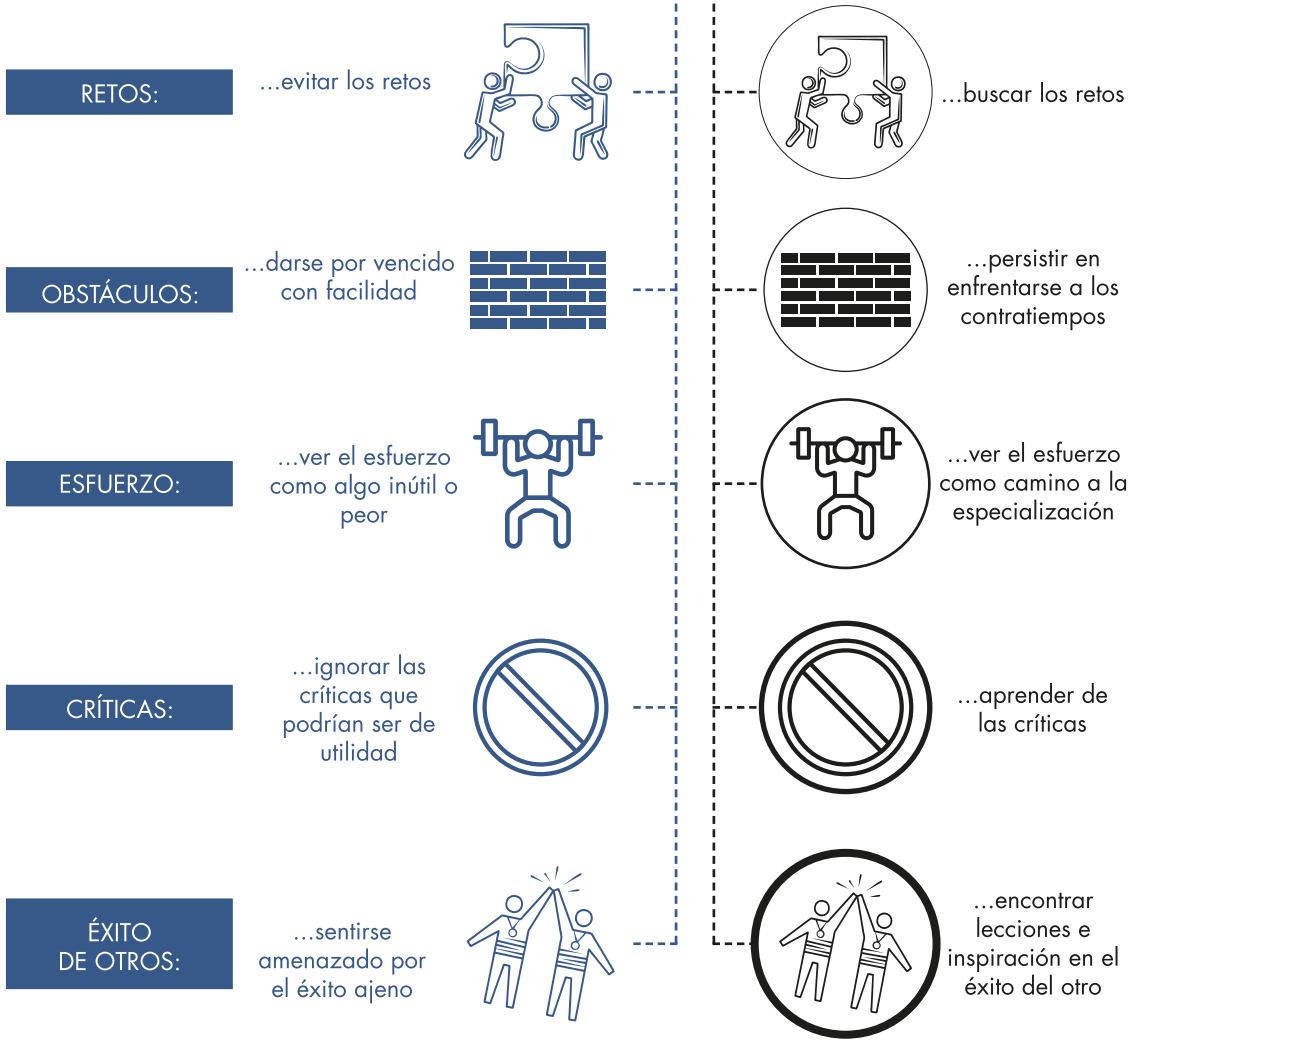 RETOS:
...evitar los retos
...buscar los retos
OBSTÁCULOS:
...darse por vencido
con facilidad
...persistir en
enfrentarse a los
contratiempos
ESFUERZO:
...ver el esfuerzo
como algo inútil o
peor
...ver el esfuerzo
como camino a la
especialización
CRÍTICAS:
...ignorar las
críticas que
podrían ser de
utilidad
...aprender de
las críticas
ÉXITO
DE OTROS:
...sentirse
amenazado por
el éxito ajeno
...encontrar
lecciones e
inspiración en el
éxito del otro